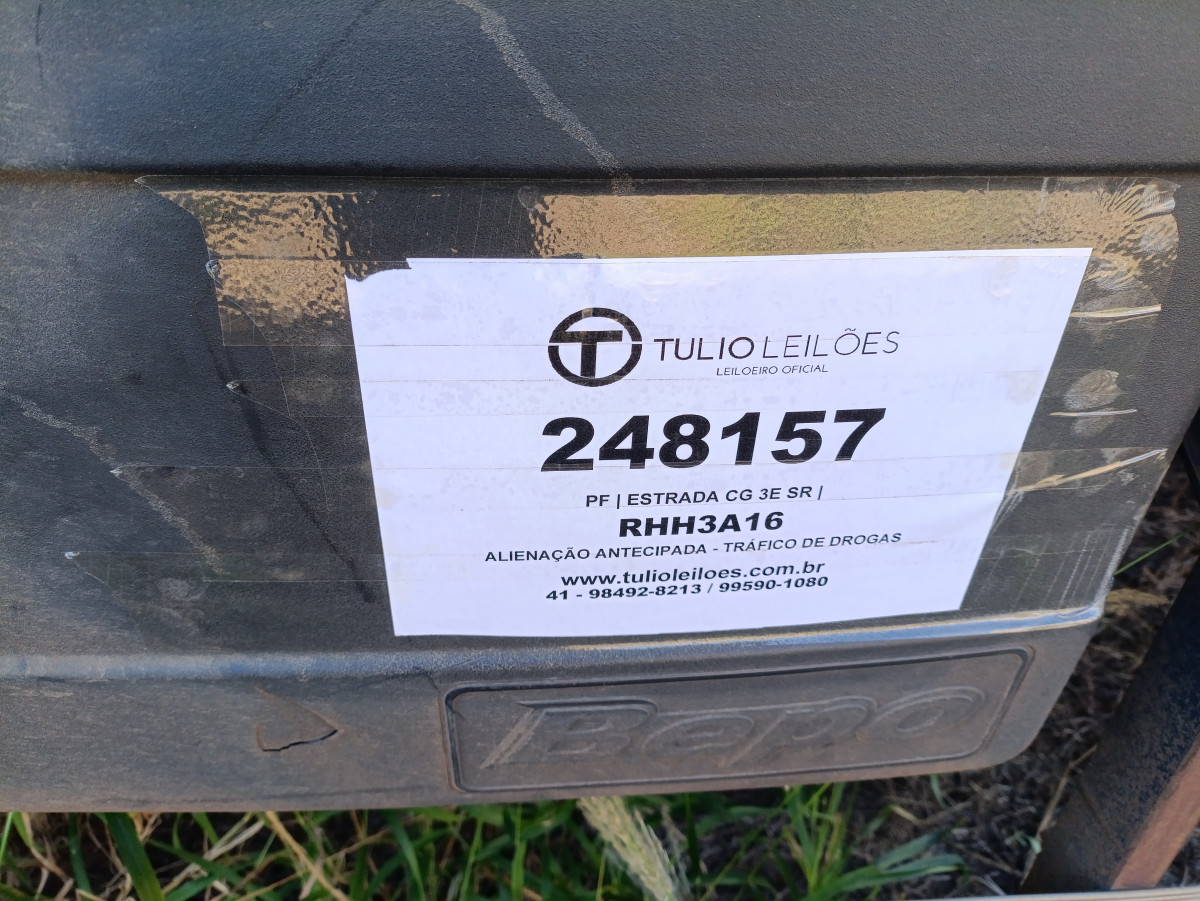 T TULIO LEILÕES
LEILOEIRO OFICIAL
248157
PF | ESTRADA CG 3E SR |
RHH3A16
ALIENAÇÃO ANTECIPADA - TRÁFICO DE DROGAS
www.tulioleiloes.com.br
41 - 98492-8213 / 99590-1080
Bepo